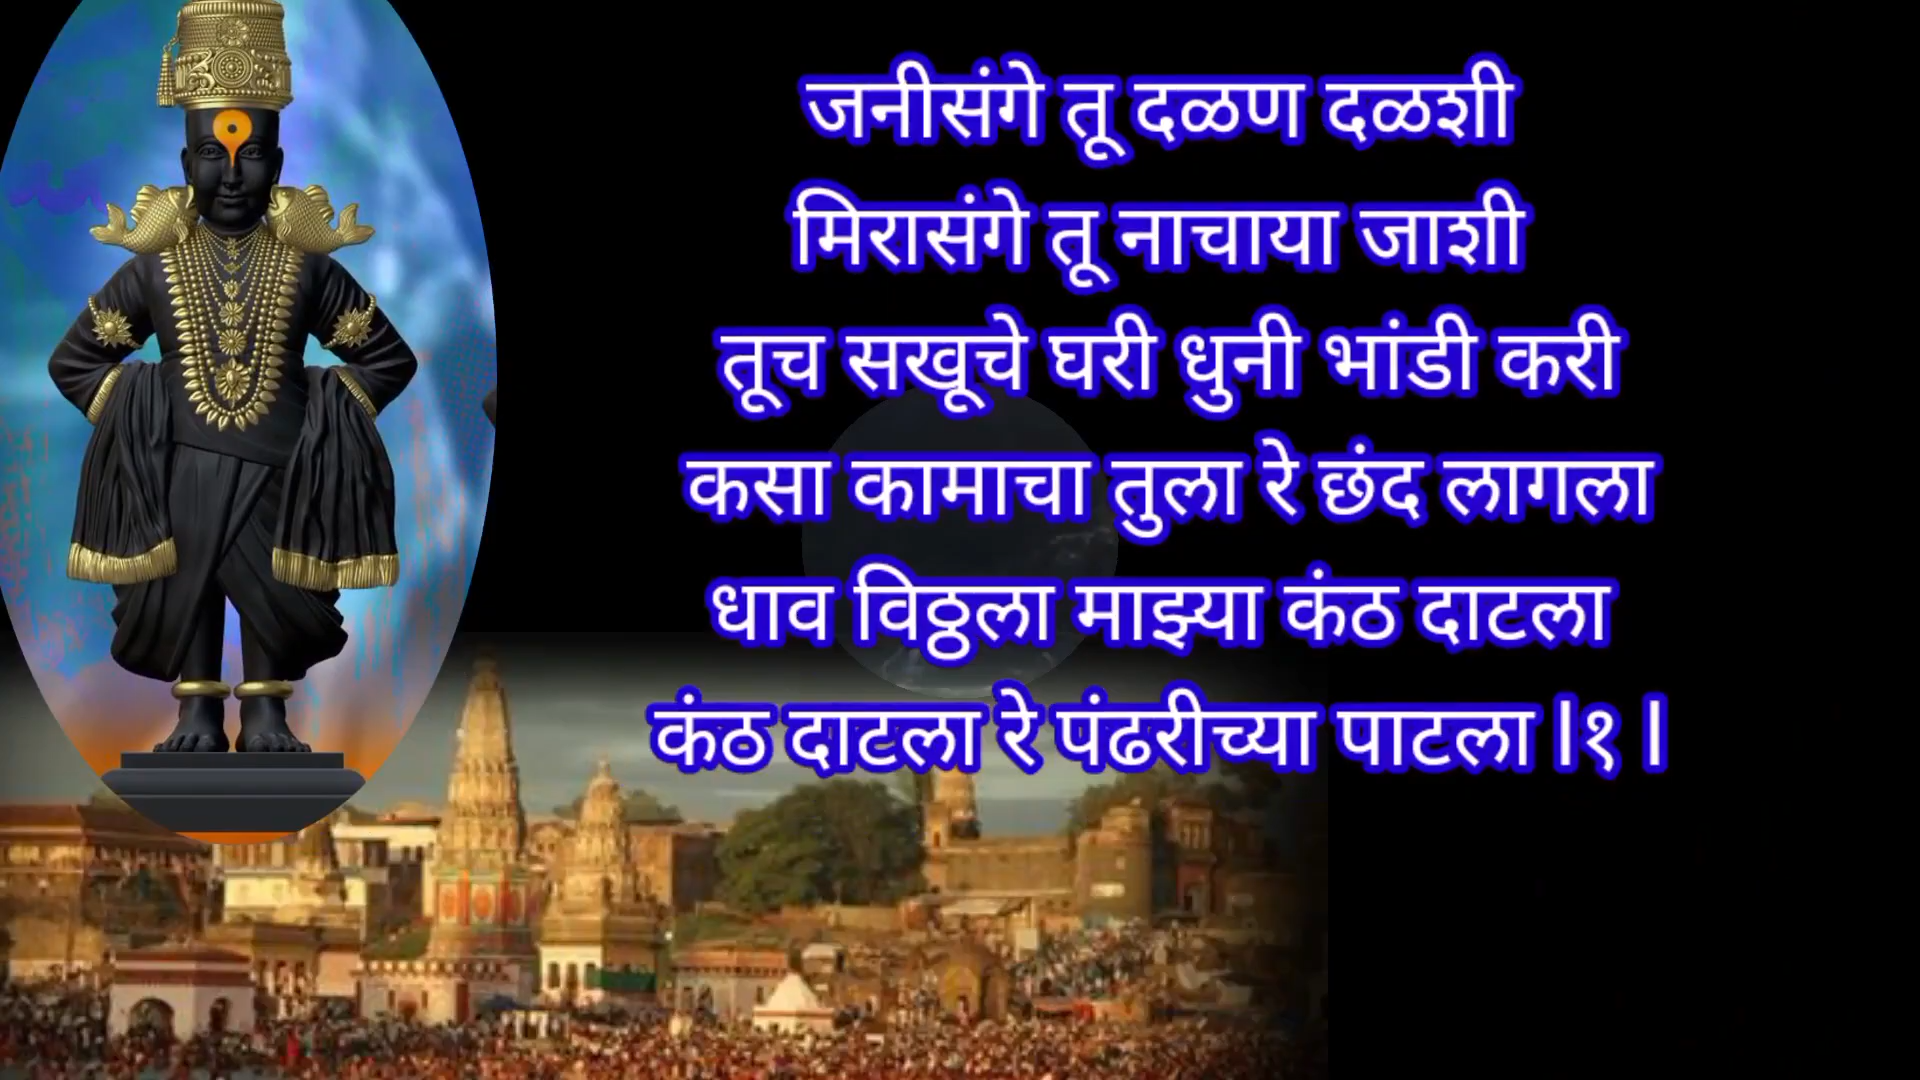 जनीसंगे तू दळण दळशी
मिरासंगे तू नाचाया जाशी
तूच सखूचे घरी धुनी भांडी करी
कसा कामाचा तुला रे छंद लागला
धाव विठ्ठला माझ्या कंठ दाटला
कंठ दाटला रे पंढरीच्या पाटला |१ |